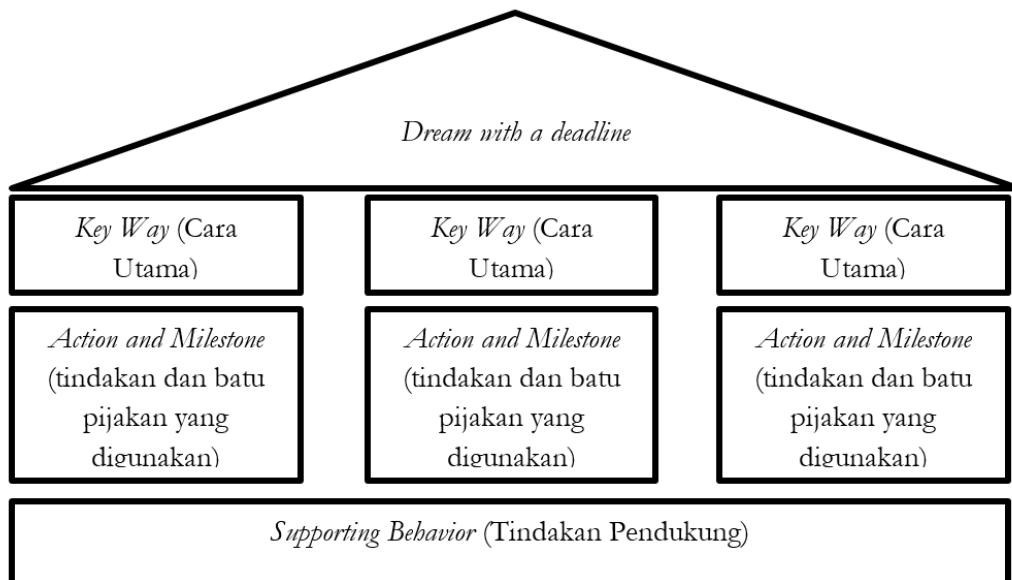 Dream with a deadline
Key Way (Cara
Utama)
Key Way (Cara
Utama)
Key Way (Cara
Utama)
Action and Milestone
(tindakan dan batu
pijakan yang
digunakan)
Action and Milestone
(tindakan dan batu
pijakan yang
digunakan)
Action and Milestone
(tindakan dan batu
pijakan yang
digunakan)
Supporting Behavior (Tindakan Pendukung)